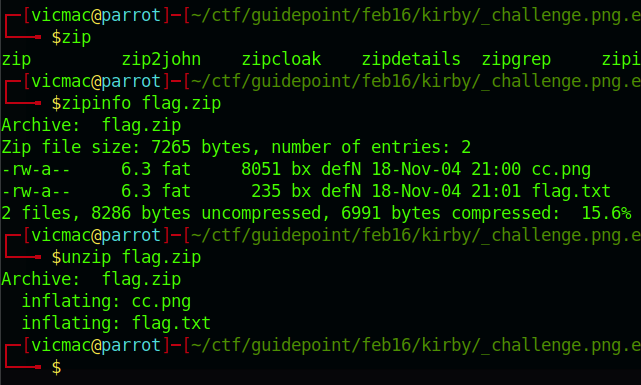 [vicmac@parrot]-[~/ctf/guidepoint/feb16/kirby/_challenge.png.e
$zip
zip zip2john zipcloak zipdetails zipgrep zipi
[vicmac@parrot]-[~/ctf/guidepoint/feb16/kirby/_challenge.png.e
$zipinfo flag.zip
Archive: flag.zip
Zip file size: 7265 bytes, number of entries: 2
-rw-a-- 6.3 fat 8051 bx defN 18-Nov-04 21:00 cc.png
-rw-a-- 6.3 fat 235 bx defN 18-Nov-04 21:01 flag.txt
2 files, 8286 bytes uncompressed, 6991 bytes compressed: 15.6%
[vicmac@parrot]-[~/ctf/guidepoint/feb16/kirby/_challenge.png.e
$unzip flag.zip
Archive: flag.zip
inflating: cc.png
inflating: flag.txt
[vicmac@parrot]-[~/ctf/guidepoint/feb16/kirby/_challenge.png.e
$